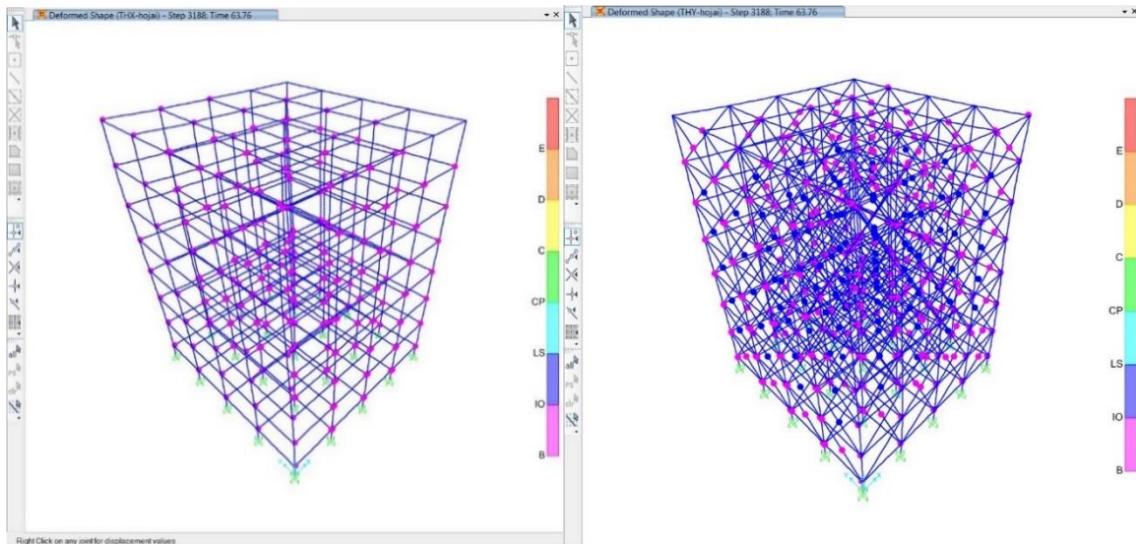 Deformed Shape (THX-hojai) - Step 3188; Time 63.76
E
D
C
CP
LS
IO
B
Right Click on any joint for displacement values
Deformed Shape (THY-hojai) - Step 3188; Time 63.76
E
D
C
CP
LS
IO
B